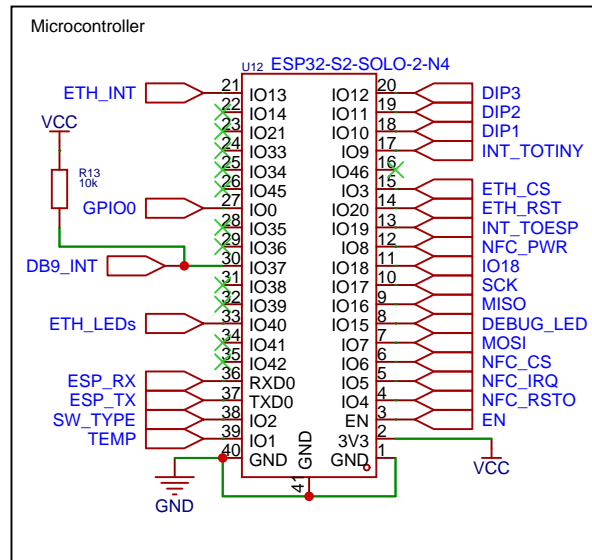 Microcontroller
U12 ESP32-S2-SOLO-2-N4
ETH_INT 21 IO13 IO12 20 DIP3
22 IO14 IO11 19 DIP2
VCC 23 IO21 IO10 18 DIP1
24 IO33 IO9 17 INT_TOTINY
25 IO34 IO46 16
R13
10k
26 IO45 IO3 15 ETH_CS
GPIO0 27 IO0 IO20 14 ETH_RST
28 IO35 IO19 13 INT_TOESP
29 IO36 IO8 12 NFC_PWR
DB9_INT 30 IO37 IO18 11 IO18
31 IO38 IO17 10 SCK
32 IO39 IO16 9 MISO
ETH_LEDs 33 IO40 IO15 8 DEBUG_LED
34 IO41 IO7 7 MOSI
35 IO42 IO6 6 NFC_CS
ESP_RX 36 RXD0 IO5 5 NFC_IRQ
ESP_TX 37 TXD0 IO4 4 NFC_RSTO
SW_TYPE 38 IO2 EN 3 EN
TEMP 39 IO1 3V3 2
40 GND GND GND 1
41
GND
VCC